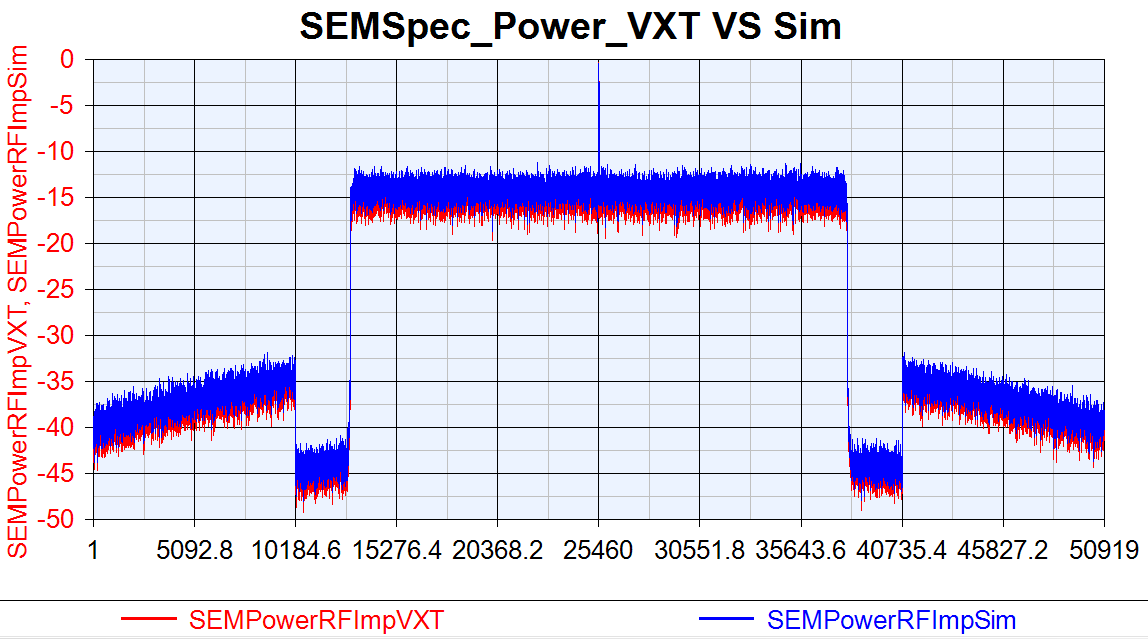 SEMSpec_Power_VXT VS Sim
SEMPowerRFImpVXT, SEMPowerRFImpSim
0
-5
-10
-15
-20
-25
-30
-35
-40
-45
-50
1 5092.8 10184.6 15276.4 20368.2 25460 30551.8 35643.6 40735.4 45827.2 50919
SEMPowerRFImpVXT SEMPowerRFImpSim